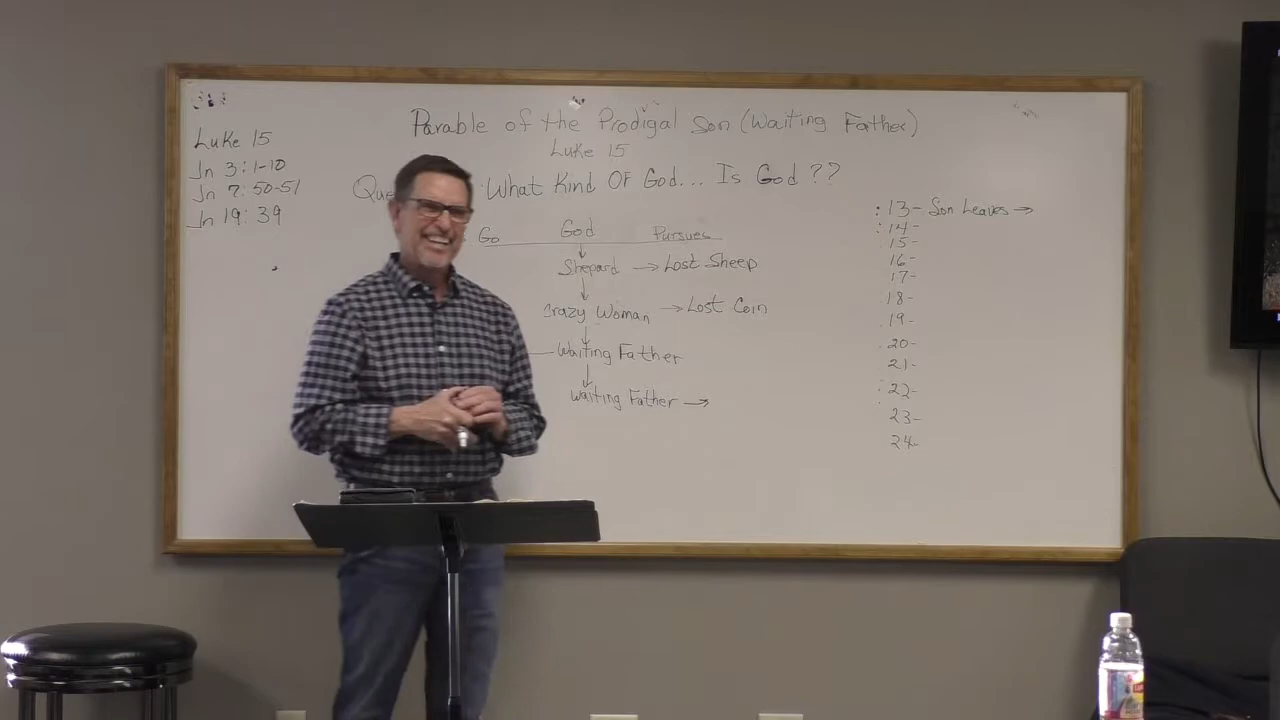 Luke 15
Jn 3:1-10
Jn 7:50-51
Jn 19:39
Parable of the Prodigal Son (Waiting Father)
Luke 15
Que What Kind Of God... Is God??
Go God Pursues
Shepard → Lost Sheep
Crazy Woman → Lost Coin
Waiting Father
Waiting Father →
:13- Son Leaves →
:14-
:15-
16-
17-
18-
19-
20-
21-
:22-
23-
24-